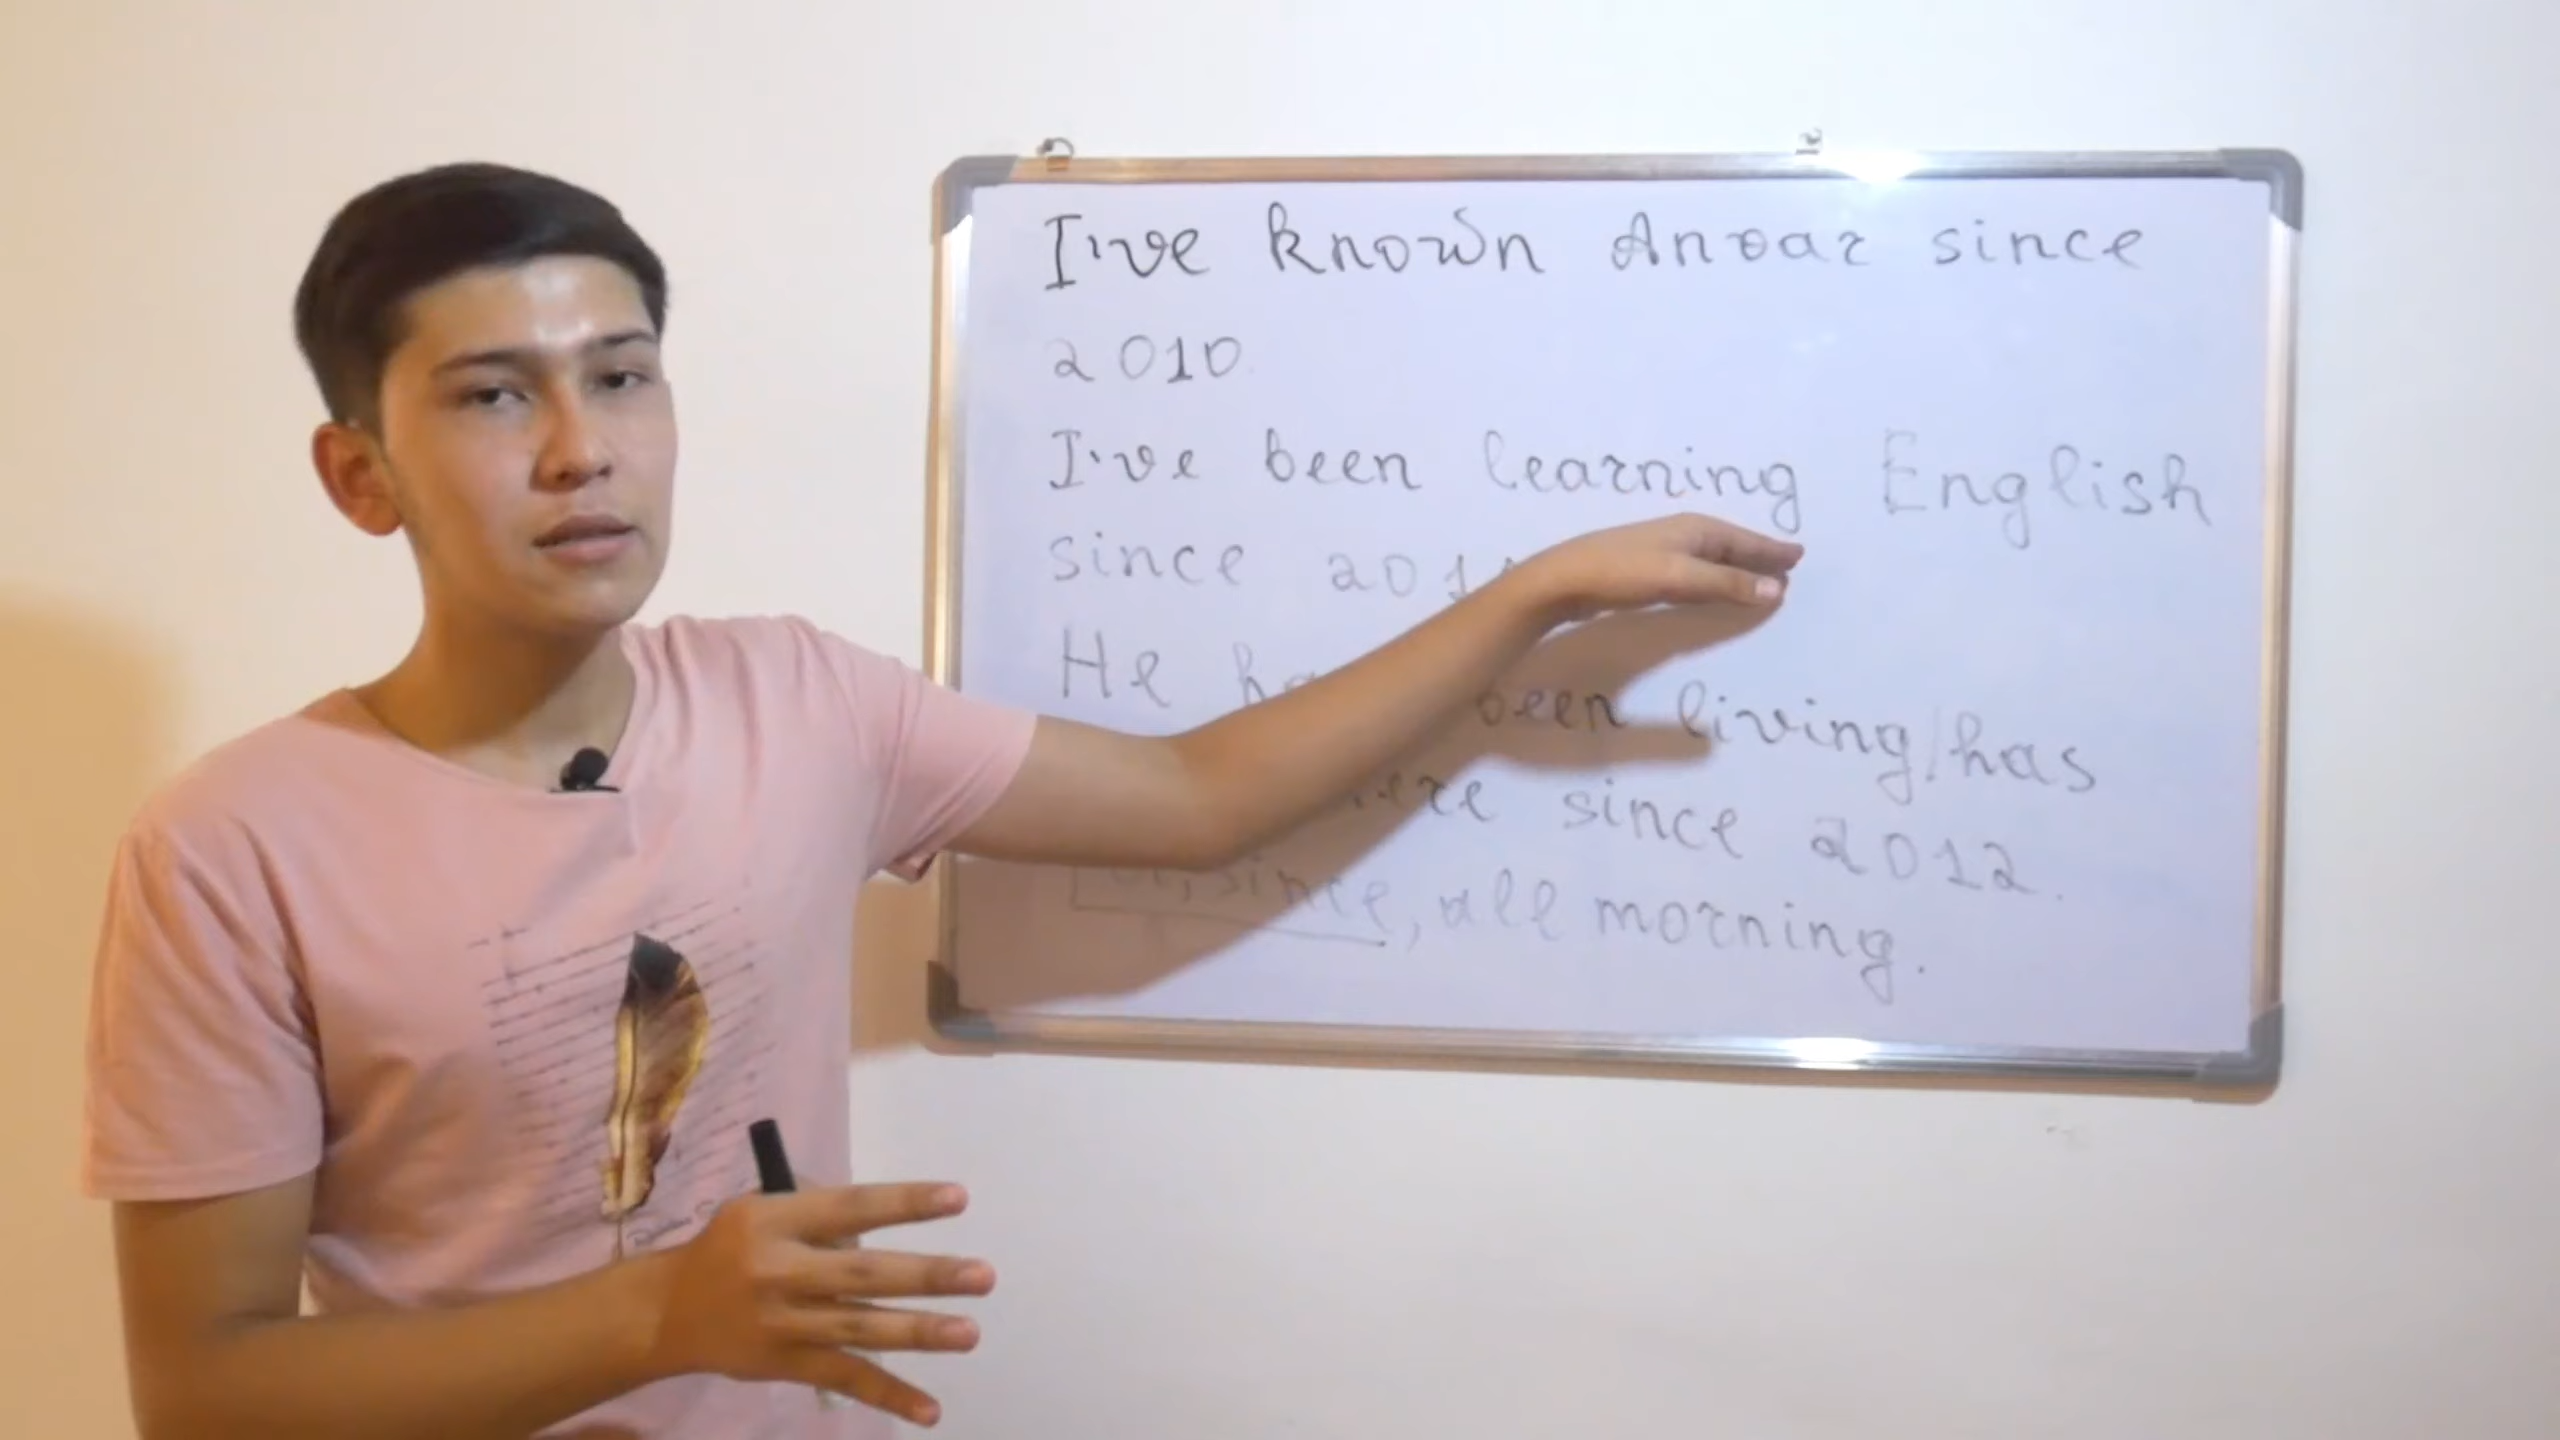 I've known Anvar since
2010.
I've been learning English
since
He been living/has
since 2012.
since, all morning.